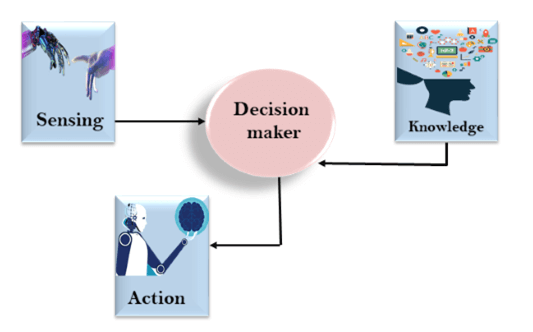 Sensing
Decision
maker
Knowledge
Action